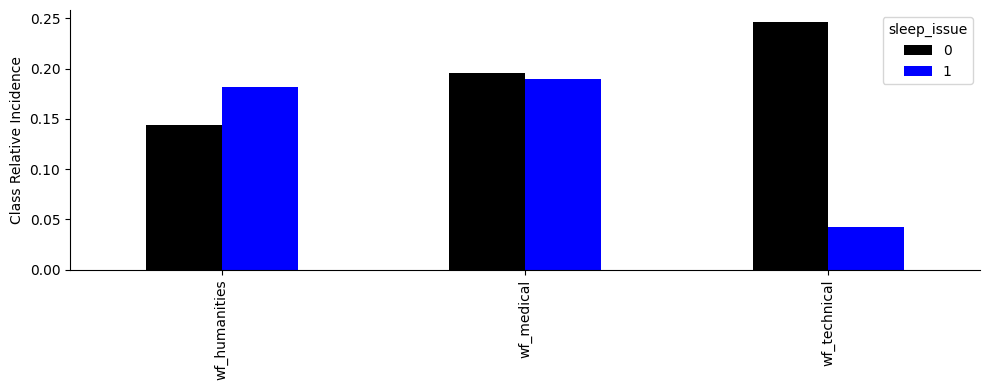 Class Relative Incidence
0.25
0.20
0.15
0.10
0.05
0.00
sleep_issue
0
1
wf_humanities
wf_medical
wf_technical